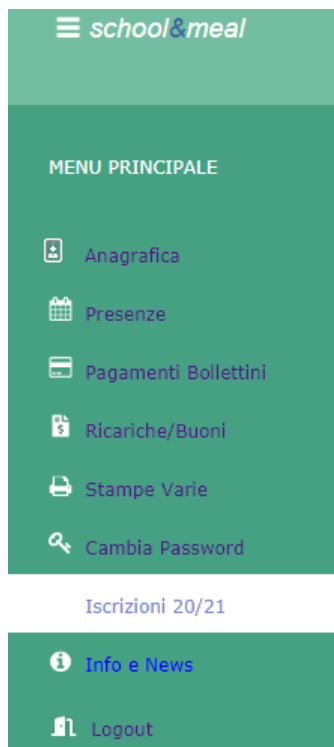 school&meal
MENU PRINCIPALE
Anagrafica
Presenze
Pagamenti Bollettini
Ricariche/Buoni
Stampe Varie
Cambia Password
Iscrizioni 20/21
Info e News
Logout